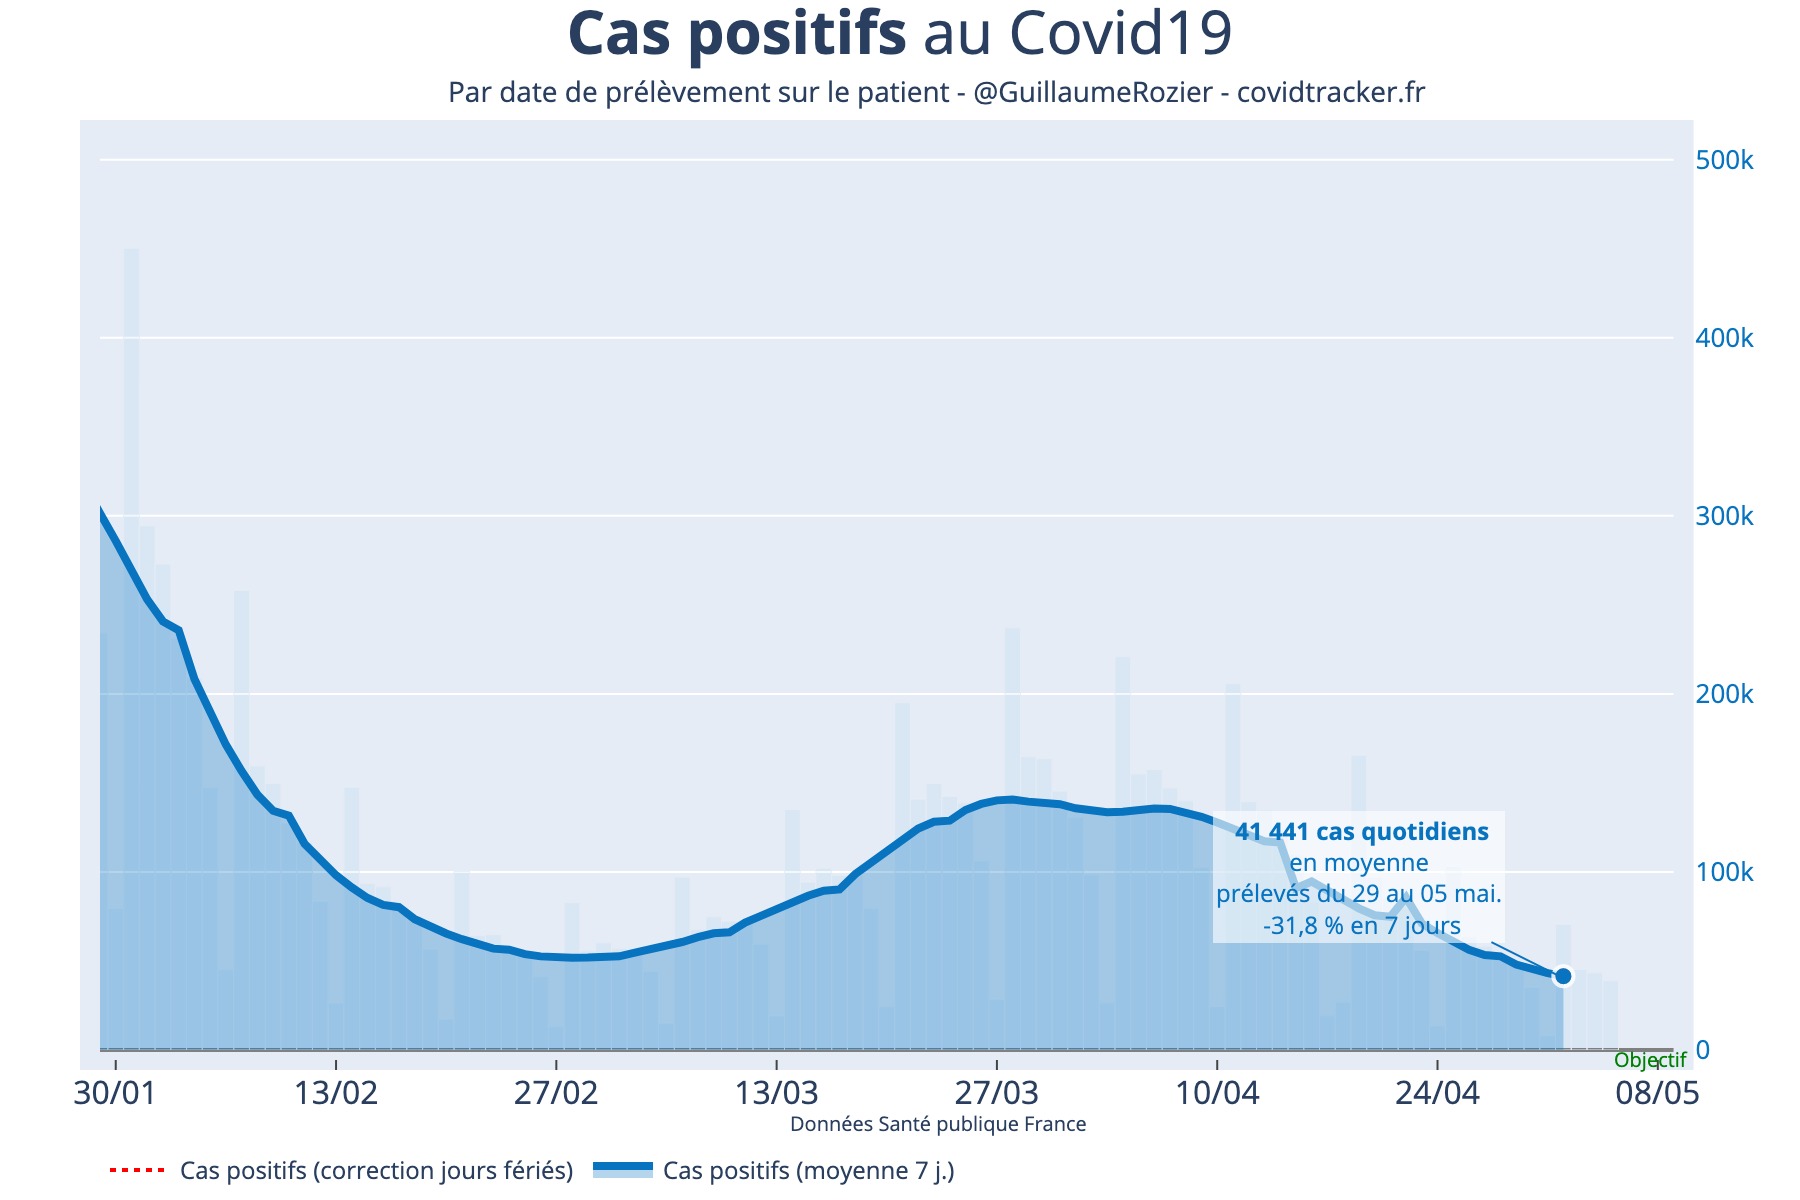 Cas positifs au Covid19
Par date de prélèvement sur le patient - @GuillaumeRozier - covidtracker.fr
500k
400k
300k
200k
100k
0
41 441 cas quotidiens
en moyenne
prélevés du 29 au 05 mai.
-31,8 % en 7 jours
Objectif
30/01 13/02 27/02 13/03 27/03 10/04 24/04 08/05
Données Santé publique France
Cas positifs (correction jours fériés) Cas positifs (moyenne 7 j.)